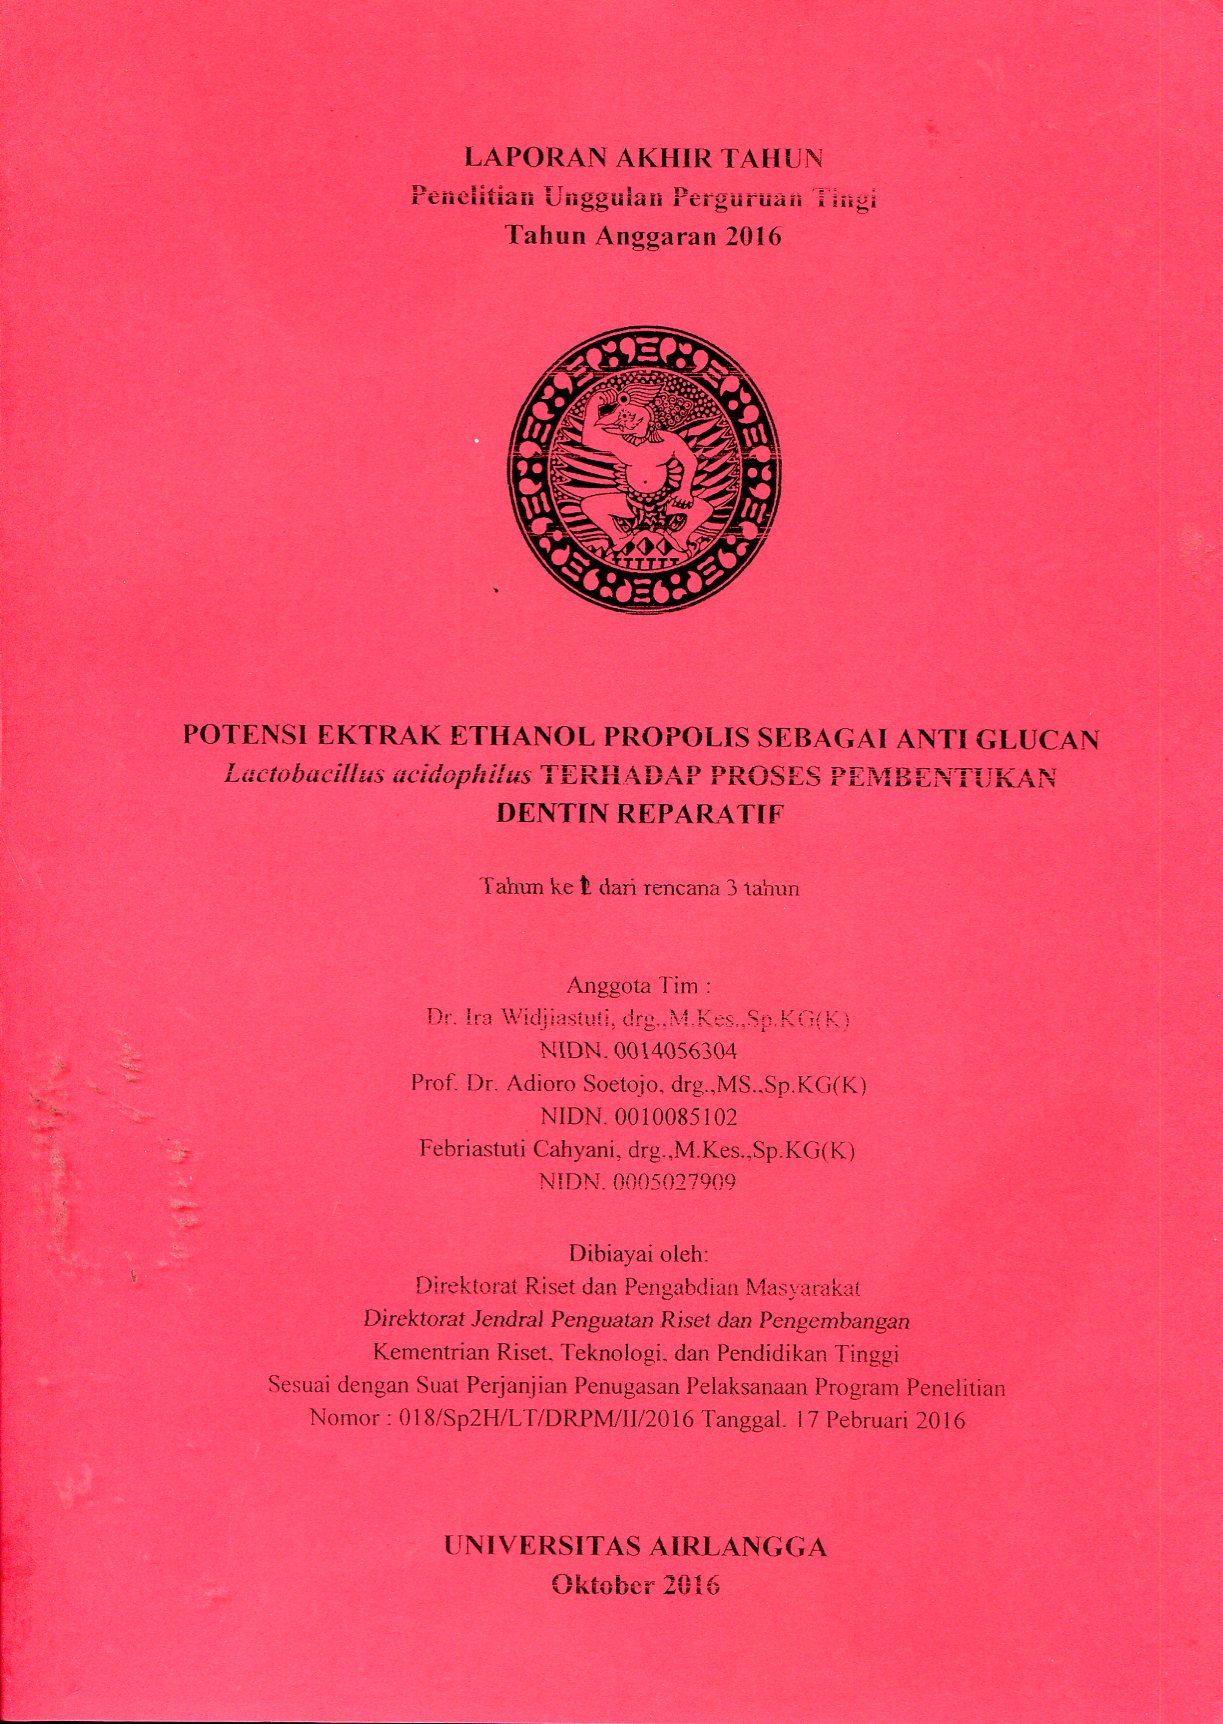 LAPORAN AKHIR TAHUN
Penelitian Unggulan Perguruan Tingi
Tahun Anggaran 2016
POTENSI EKTRAK ETHANOL PROPOLIS SEBAGAI ANTI GLUCAN
Lactobacillus acidophilus TERHADAP PROSES PEMBENTUKAN
DENTIN REPARATIF
Tahun ke dari rencana 3 tahun
Anggota Tim :
Dr. Ira Widjiastuti, drg.,M.Kes.,Sp.KG(K)
NIDN. 0014056304
Prof. Dr. Adioro Soetojo, drg.,MS.,Sp.KG(K)
NIDN. 0010085102
Febriastuti Cahyani, drg.,M.Kes.,Sp.KG(K)
NIDN. 0005027909
Dibiayai oleh:
Direktorat Riset dan Pengabdian Masyarakat
Direktorat Jendral Penguatan Riset dan Pengembangan
Kementrian Riset, Teknologi, dan Pendidikan Tinggi
Sesuai dengan Suat Perjanjian Penugasan Pelaksanaan Program Penelitian
Nomor : 018/Sp2H/LT/DRPM/II/2016 Tanggal. 17 Pebruari 2016
UNIVERSITAS AIRLANGGA
Oktober 2016